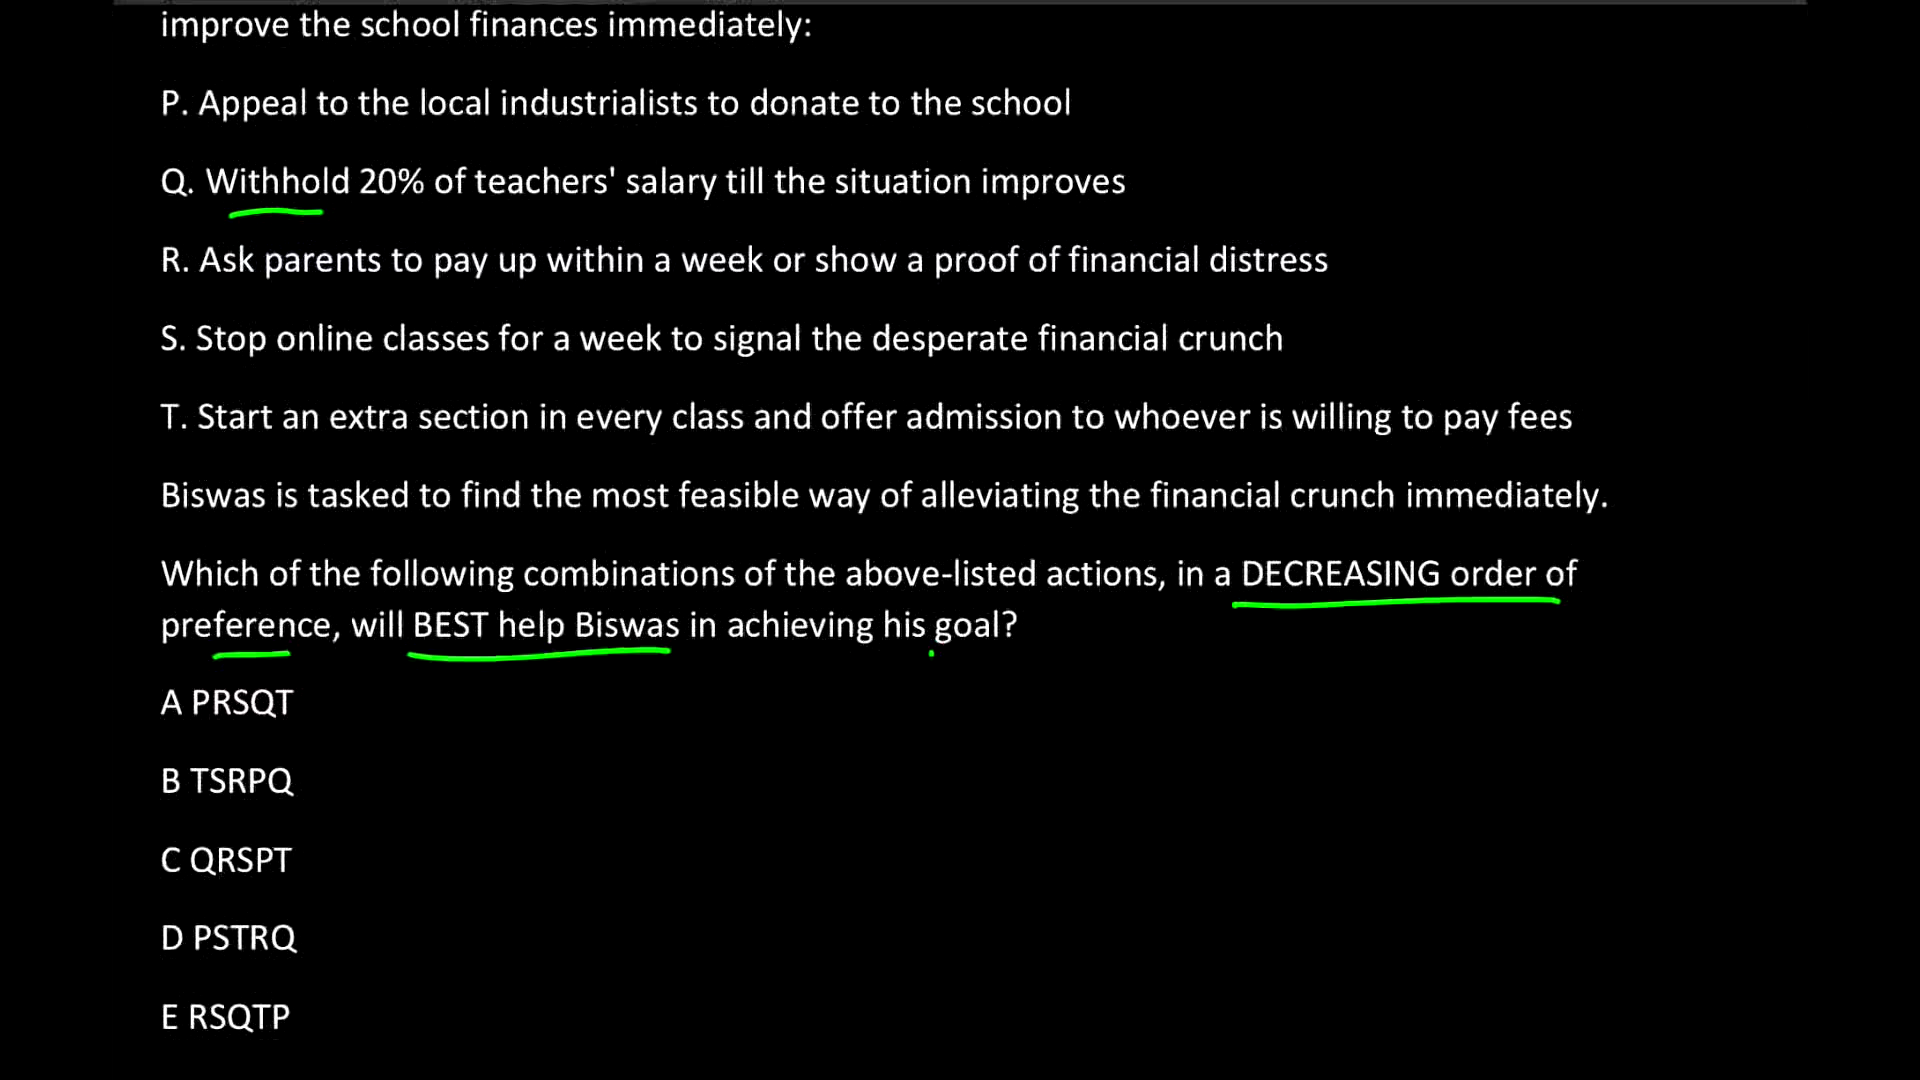 improve the school finances immediately:
P. Appeal to the local industrialists to donate to the school
Q. Withhold 20% of teachers' salary till the situation improves
R. Ask parents to pay up within a week or show a proof of financial distress
S. Stop online classes for a week to signal the desperate financial crunch
T. Start an extra section in every class and offer admission to whoever is willing to pay fees
Biswas is tasked to find the most feasible way of alleviating the financial crunch immediately.
Which of the following combinations of the above-listed actions, in a DECREASING order of
preference, will BEST help Biswas in achieving his goal?
A PRSQT
B TSRPQ
C QRSPT
D PSTRQ
E RSQTP